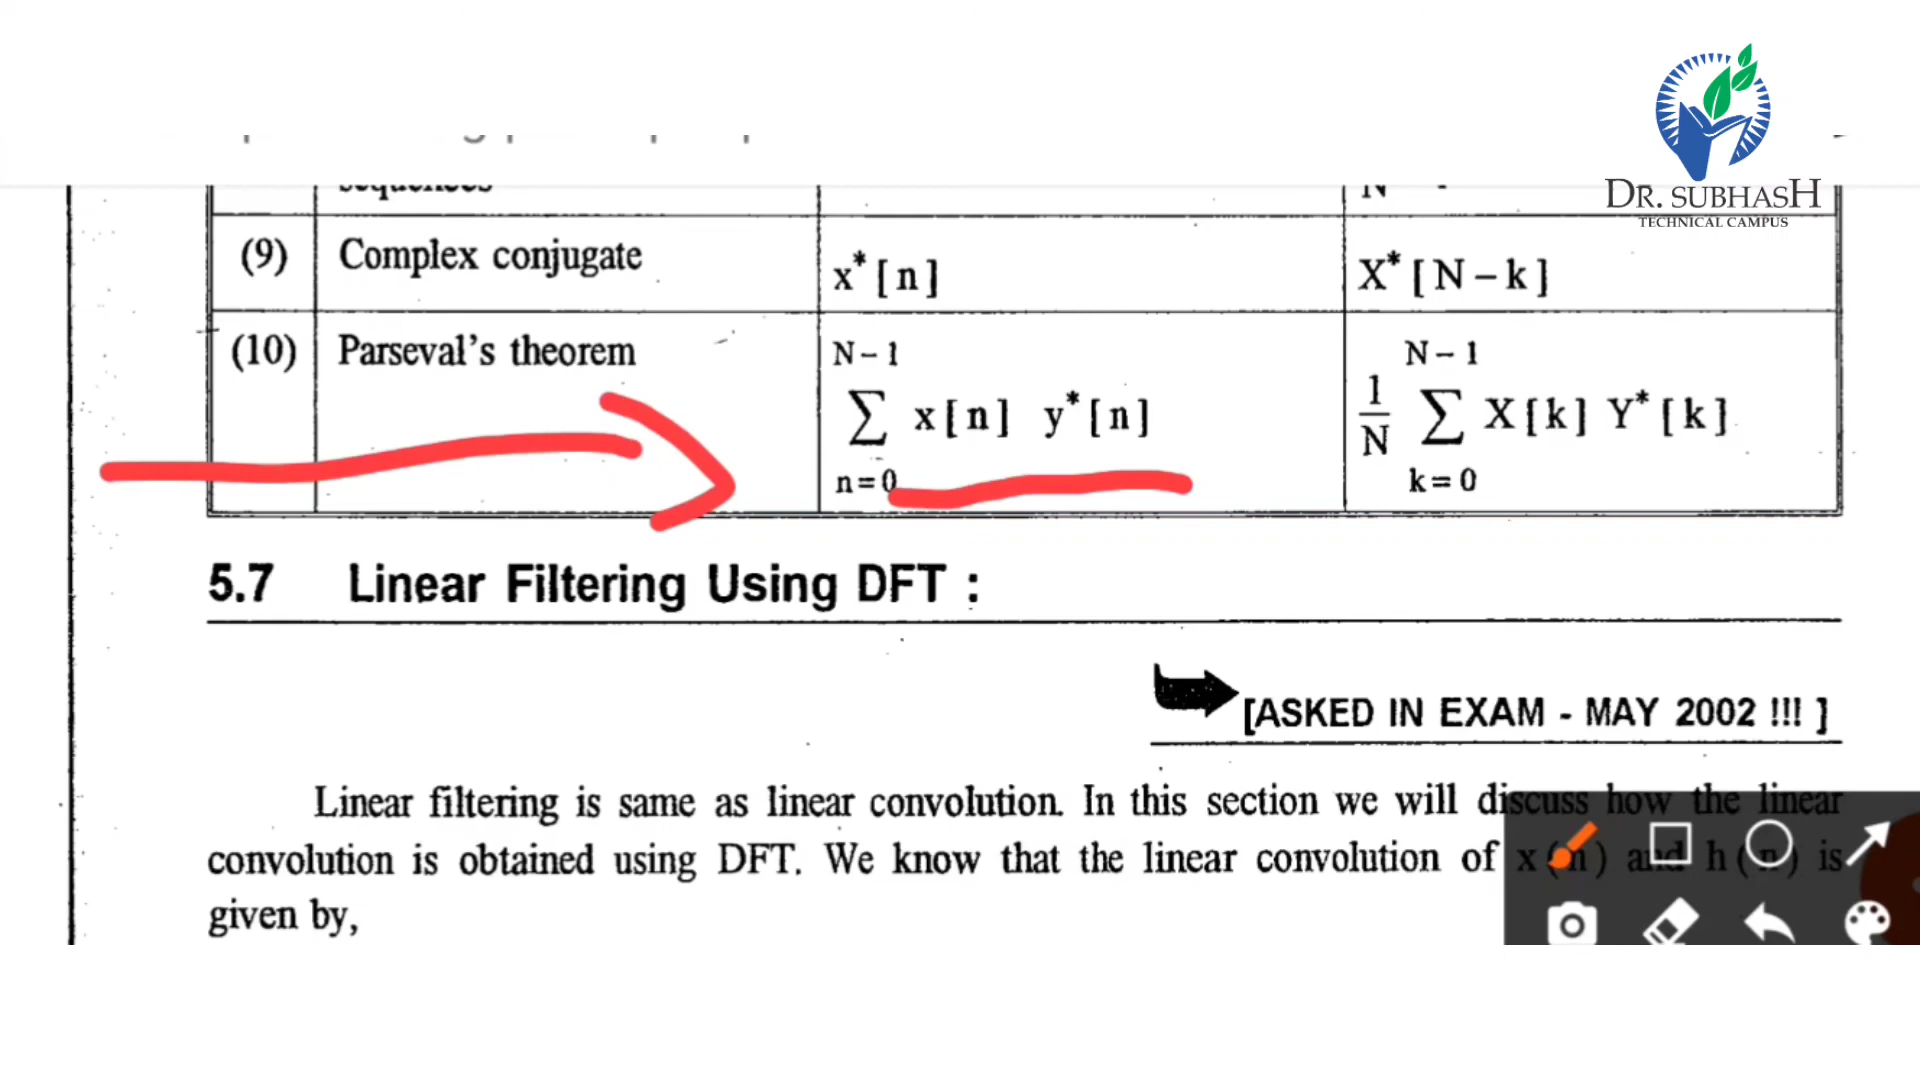 DR. SUBHASH
TECHNICAL CAMPUS
sequences
N
(9) Complex conjugate x*[n] X*[N-k]
(10) Parseval's theorem
N-1 N-1
∑ x[n] y*[n] 1/N ∑ X[k] Y*[k]
n=0 k=0
5.7 Linear Filtering Using DFT :
[ASKED IN EXAM - MAY 2002 !!! ]
Linear filtering is same as linear convolution. In this section we will discuss how the linear
convolution is obtained using DFT. We know that the linear convolution of x(n) and h(n) is
given by,